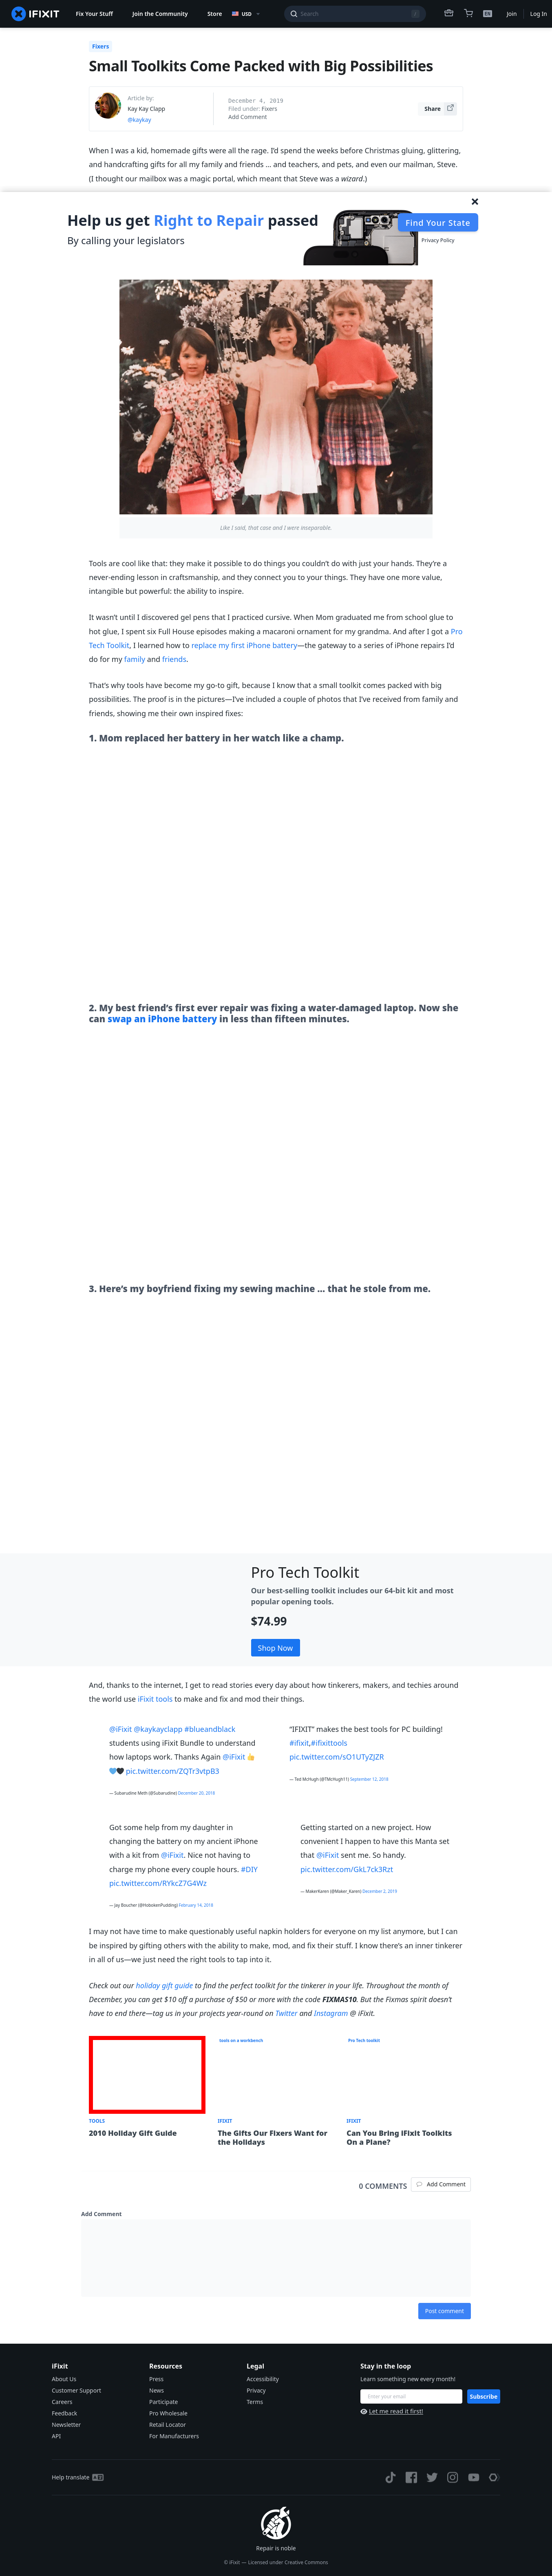 IFIXIT
Fix Your Stuff
Join the Community
Store
USD
Search
/
EN
Join
Log In
Fixers
Small Toolkits Come Packed with Big Possibilities
Article by:
Kay Kay Clapp
@kaykay
December 4, 2019
Filed under: Fixers
Add Comment
Share
When I was a kid, homemade gifts were all the rage. I’d spend the weeks before Christmas gluing, glittering,
and handcrafting gifts for all my family and friends … and teachers, and pets, and even our mailman, Steve.
(I thought our mailbox was a magic portal, which meant that Steve was a wizard.)
Help us get Right to Repair passed
By calling your legislators
Find Your State
Privacy Policy
Like I said, that case and I were inseparable.
Tools are cool like that: they make it possible to do things you couldn’t do with just your hands. They’re a
never-ending lesson in craftsmanship, and they connect you to your things. They have one more value,
intangible but powerful: the ability to inspire.
It wasn’t until I discovered gel pens that I practiced cursive. When Mom graduated me from school glue to
hot glue, I spent six Full House episodes making a macaroni ornament for my grandma. And after I got a Pro
Tech Toolkit, I learned how to replace my first iPhone battery—the gateway to a series of iPhone repairs I’d
do for my family and friends.
That’s why tools have become my go-to gift, because I know that a small toolkit comes packed with big
possibilities. The proof is in the pictures—I’ve included a couple of photos that I’ve received from family and
friends, showing me their own inspired fixes:
1. Mom replaced her battery in her watch like a champ.
2. My best friend’s first ever repair was fixing a water-damaged laptop. Now she
can swap an iPhone battery in less than fifteen minutes.
3. Here’s my boyfriend fixing my sewing machine … that he stole from me.
Pro Tech Toolkit
Our best-selling toolkit includes our 64-bit kit and most
popular opening tools.
$74.99
Shop Now
And, thanks to the internet, I get to read stories every day about how tinkerers, makers, and techies around
the world use iFixit tools to make and fix and mod their things.
@iFixit @kaykayclapp #blueandblack
students using iFixit Bundle to understand
how laptops work. Thanks Again @iFixit 👍
💙🖤 pic.twitter.com/ZQTr3vtpB3
— Subarudine Meth (@Subarudine) December 20, 2018
“IFIXIT” makes the best tools for PC building!
#ifixit,#ifixittools
pic.twitter.com/sO1UTyZJZR
— Ted McHugh (@TMcHugh11) September 12, 2018
Got some help from my daughter in
changing the battery on my ancient iPhone
with a kit from @iFixit. Nice not having to
charge my phone every couple hours. #DIY
pic.twitter.com/RYkcZ7G4Wz
— Jay Boucher (@HobokenPudding) February 14, 2018
Getting started on a new project. How
convenient I happen to have this Manta set
that @iFixit sent me. So handy.
pic.twitter.com/GkL7ck3Rzt
— MakerKaren (@Maker_Karen) December 2, 2019
I may not have time to make questionably useful napkin holders for everyone on my list anymore, but I can
be inspired by gifting others with the ability to make, mod, and fix their stuff. I know there’s an inner tinkerer
in all of us—we just need the right tools to tap into it.
Check out our holiday gift guide to find the perfect toolkit for the tinkerer in your life. Throughout the month of
December, you can get $10 off a purchase of $50 or more with the code FIXMAS10. But the Fixmas spirit doesn’t
have to end there—tag us in your projects year-round on Twitter and Instagram @ iFixit.
tools on a workbench
Pro Tech toolkit
TOOLS
2010 Holiday Gift Guide
IFIXIT
The Gifts Our Fixers Want for
the Holidays
IFIXIT
Can You Bring iFixit Toolkits
On a Plane?
0 COMMENTS
Add Comment
Add Comment
Post comment
iFixit
About Us
Customer Support
Careers
Feedback
Newsletter
API
Resources
Press
News
Participate
Pro Wholesale
Retail Locator
For Manufacturers
Legal
Accessibility
Privacy
Terms
Stay in the loop
Learn something new every month!
Enter your email
Subscribe
Let me read it first!
Help translate
Repair is noble
© iFixit — Licensed under Creative Commons